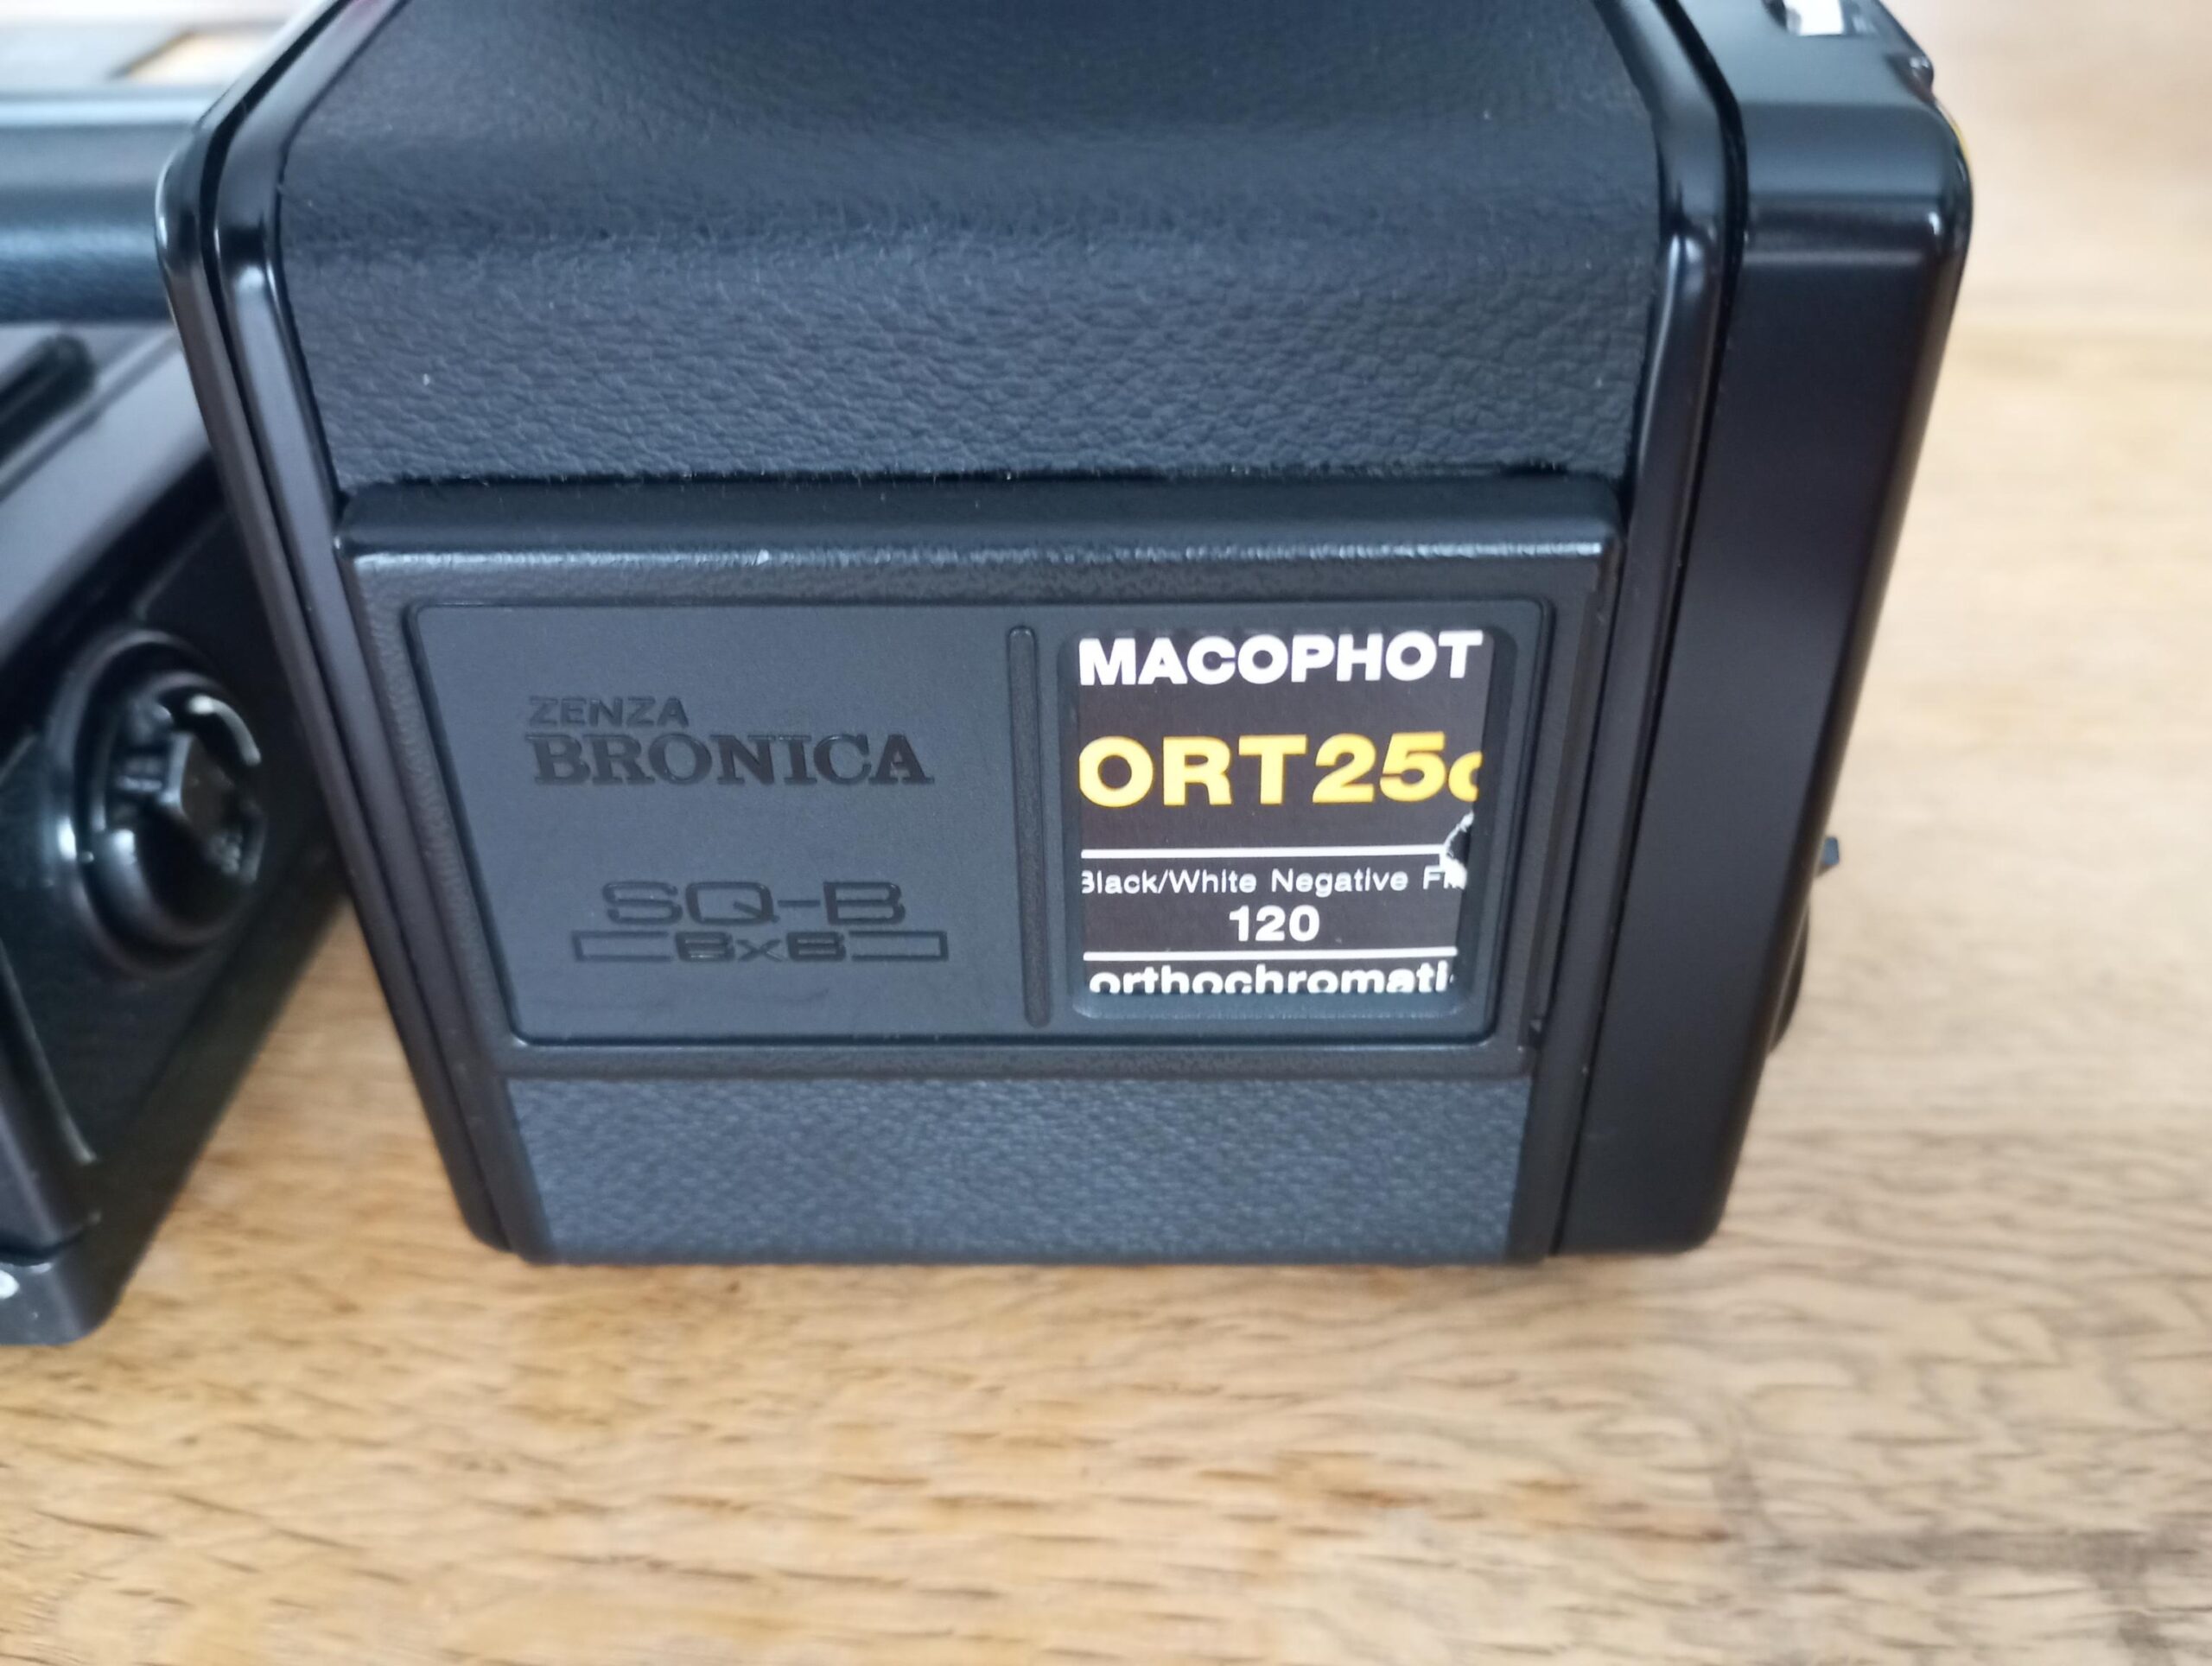 ZENZA
BRONICA
SQ-B
6x6
MACOPHOT
ORT25c
Black/White Negative Fi
120
orthochromati